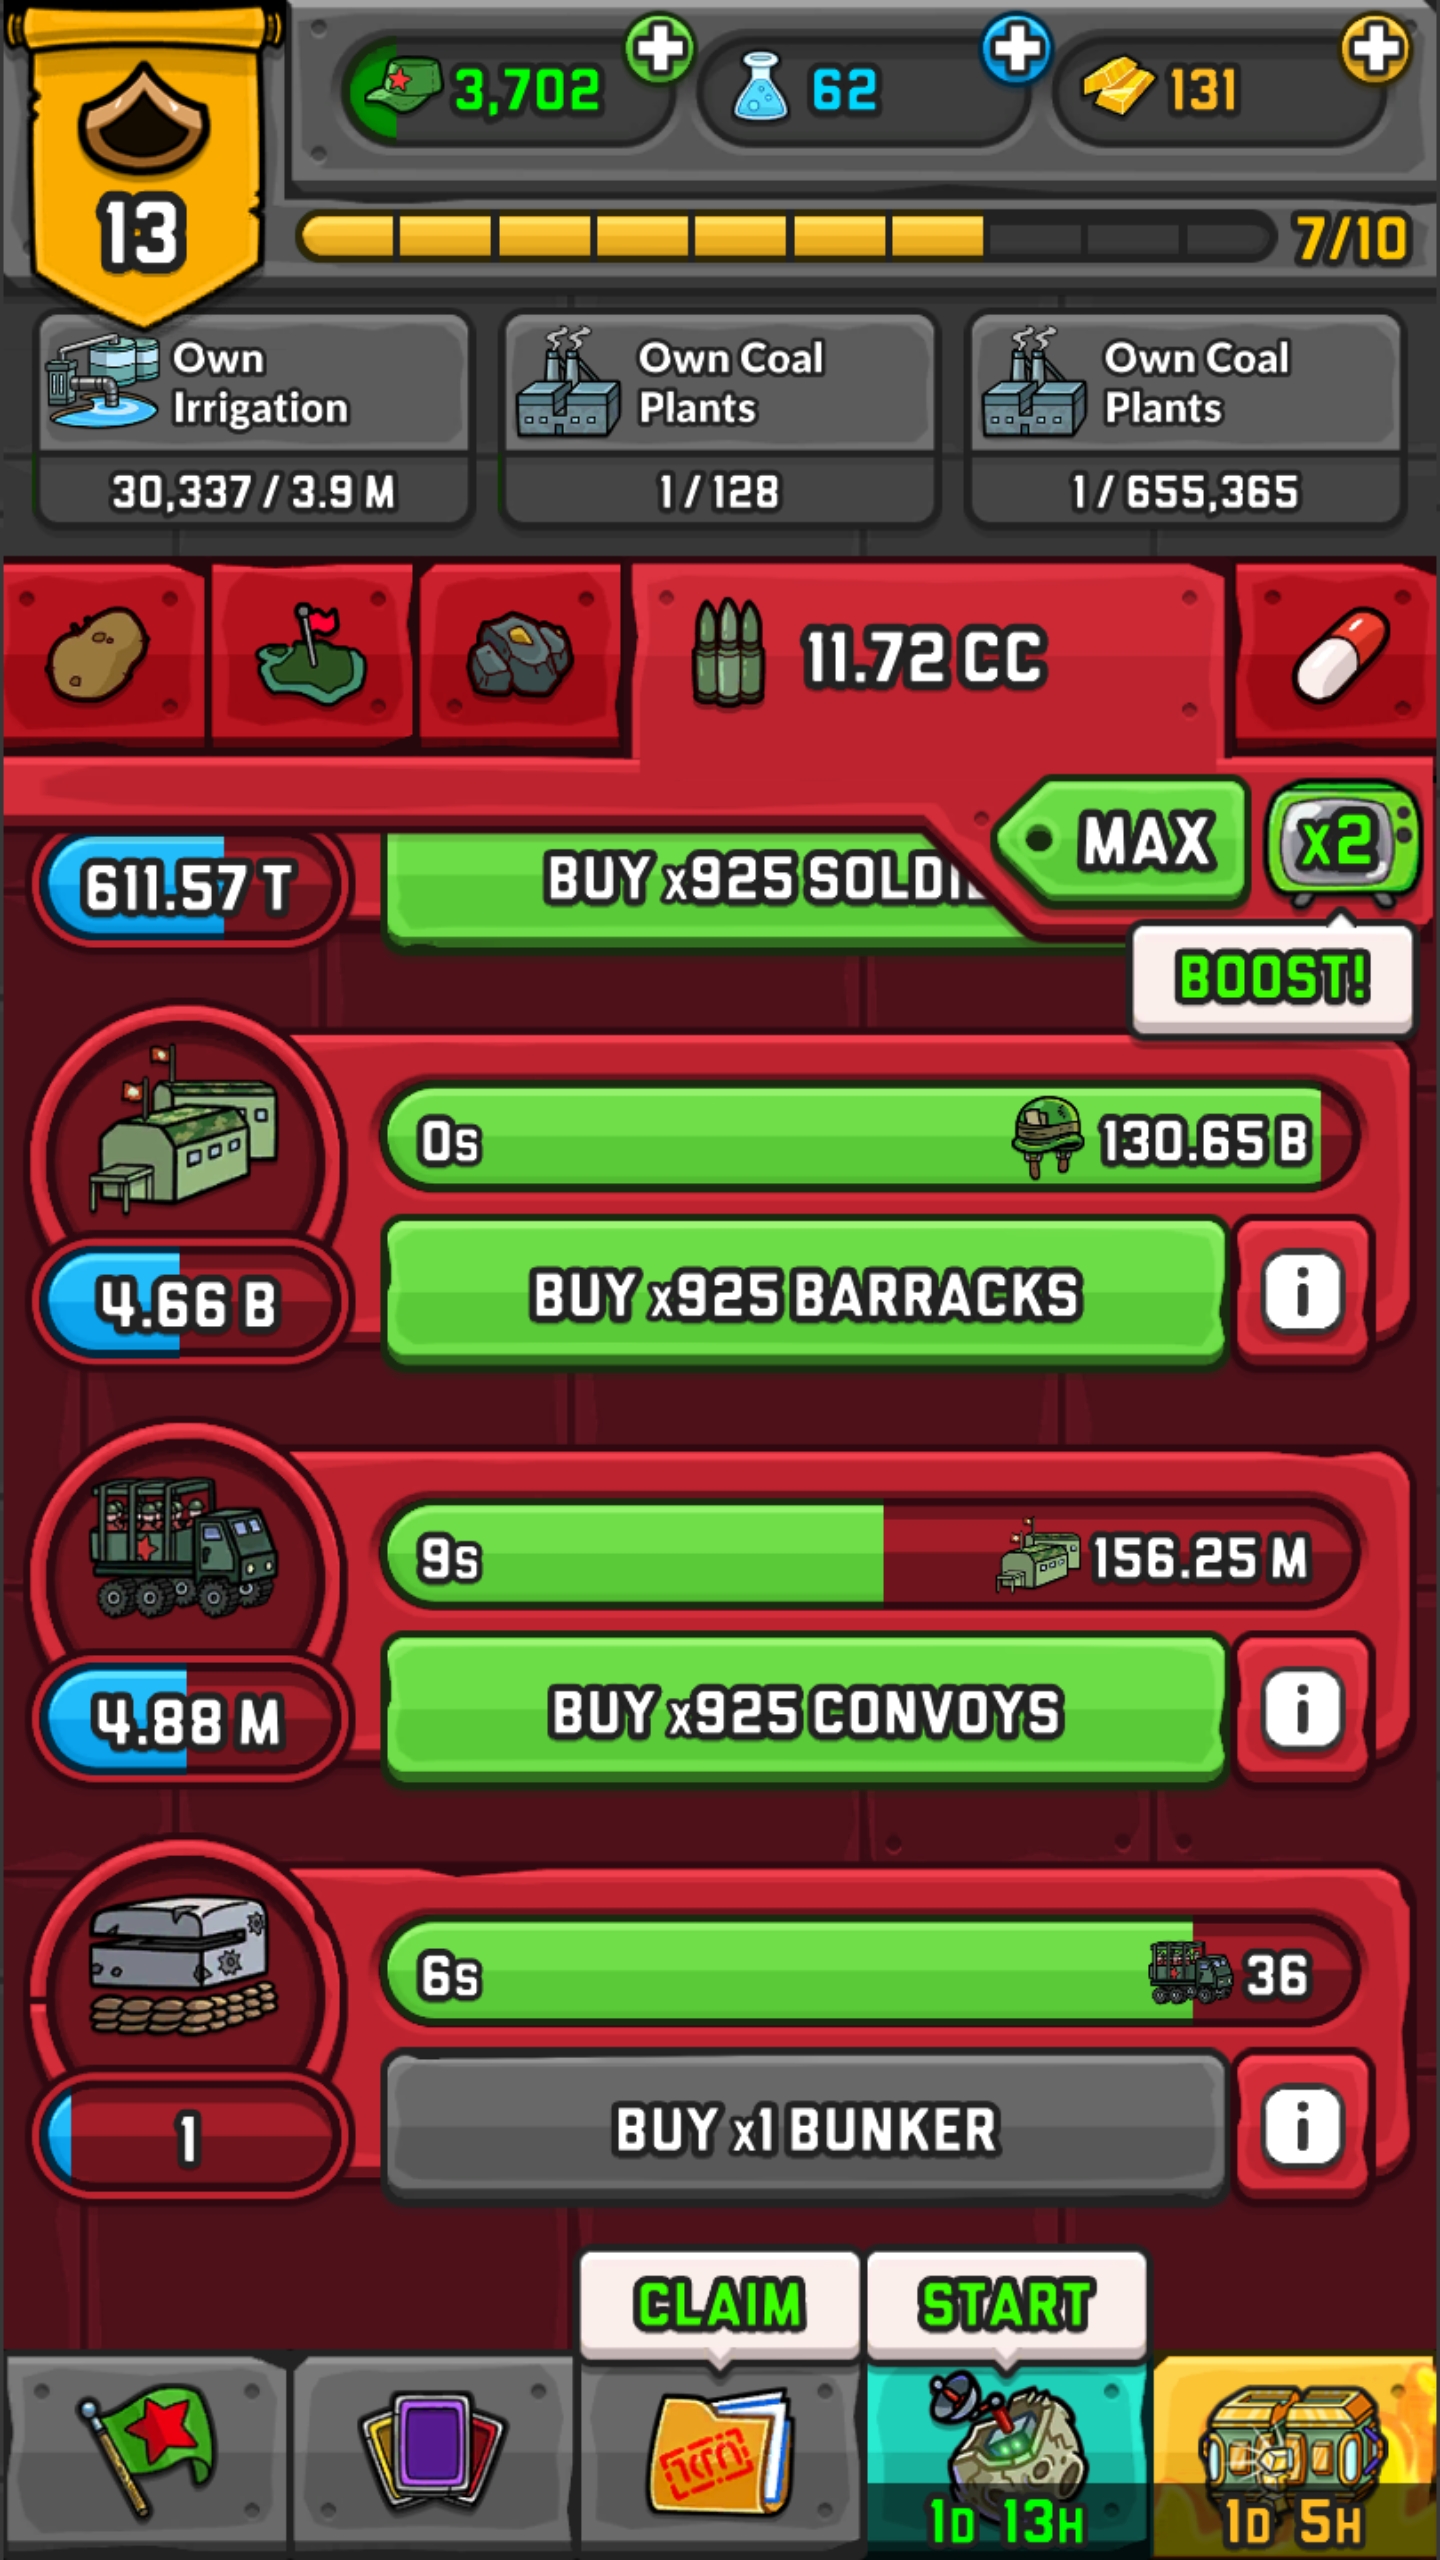 3,702
62
131
13
7/10
Own
Irrigation
30,337 / 3.9 M
Own Coal
Plants
1 / 128
Own Coal
Plants
1 / 655,365
11.72 CC
MAX
x2
611.57 T
BUY x925
BOOST!
0s
130.65 B
4.66 B
BUY x925 BARRACKS
i
9s
156.25 M
4.88 M
BUY x925 CONVOYS
i
6s
36
1
BUY x1 BUNKER
i
CLAIM
START
1D 13H
1D 5H